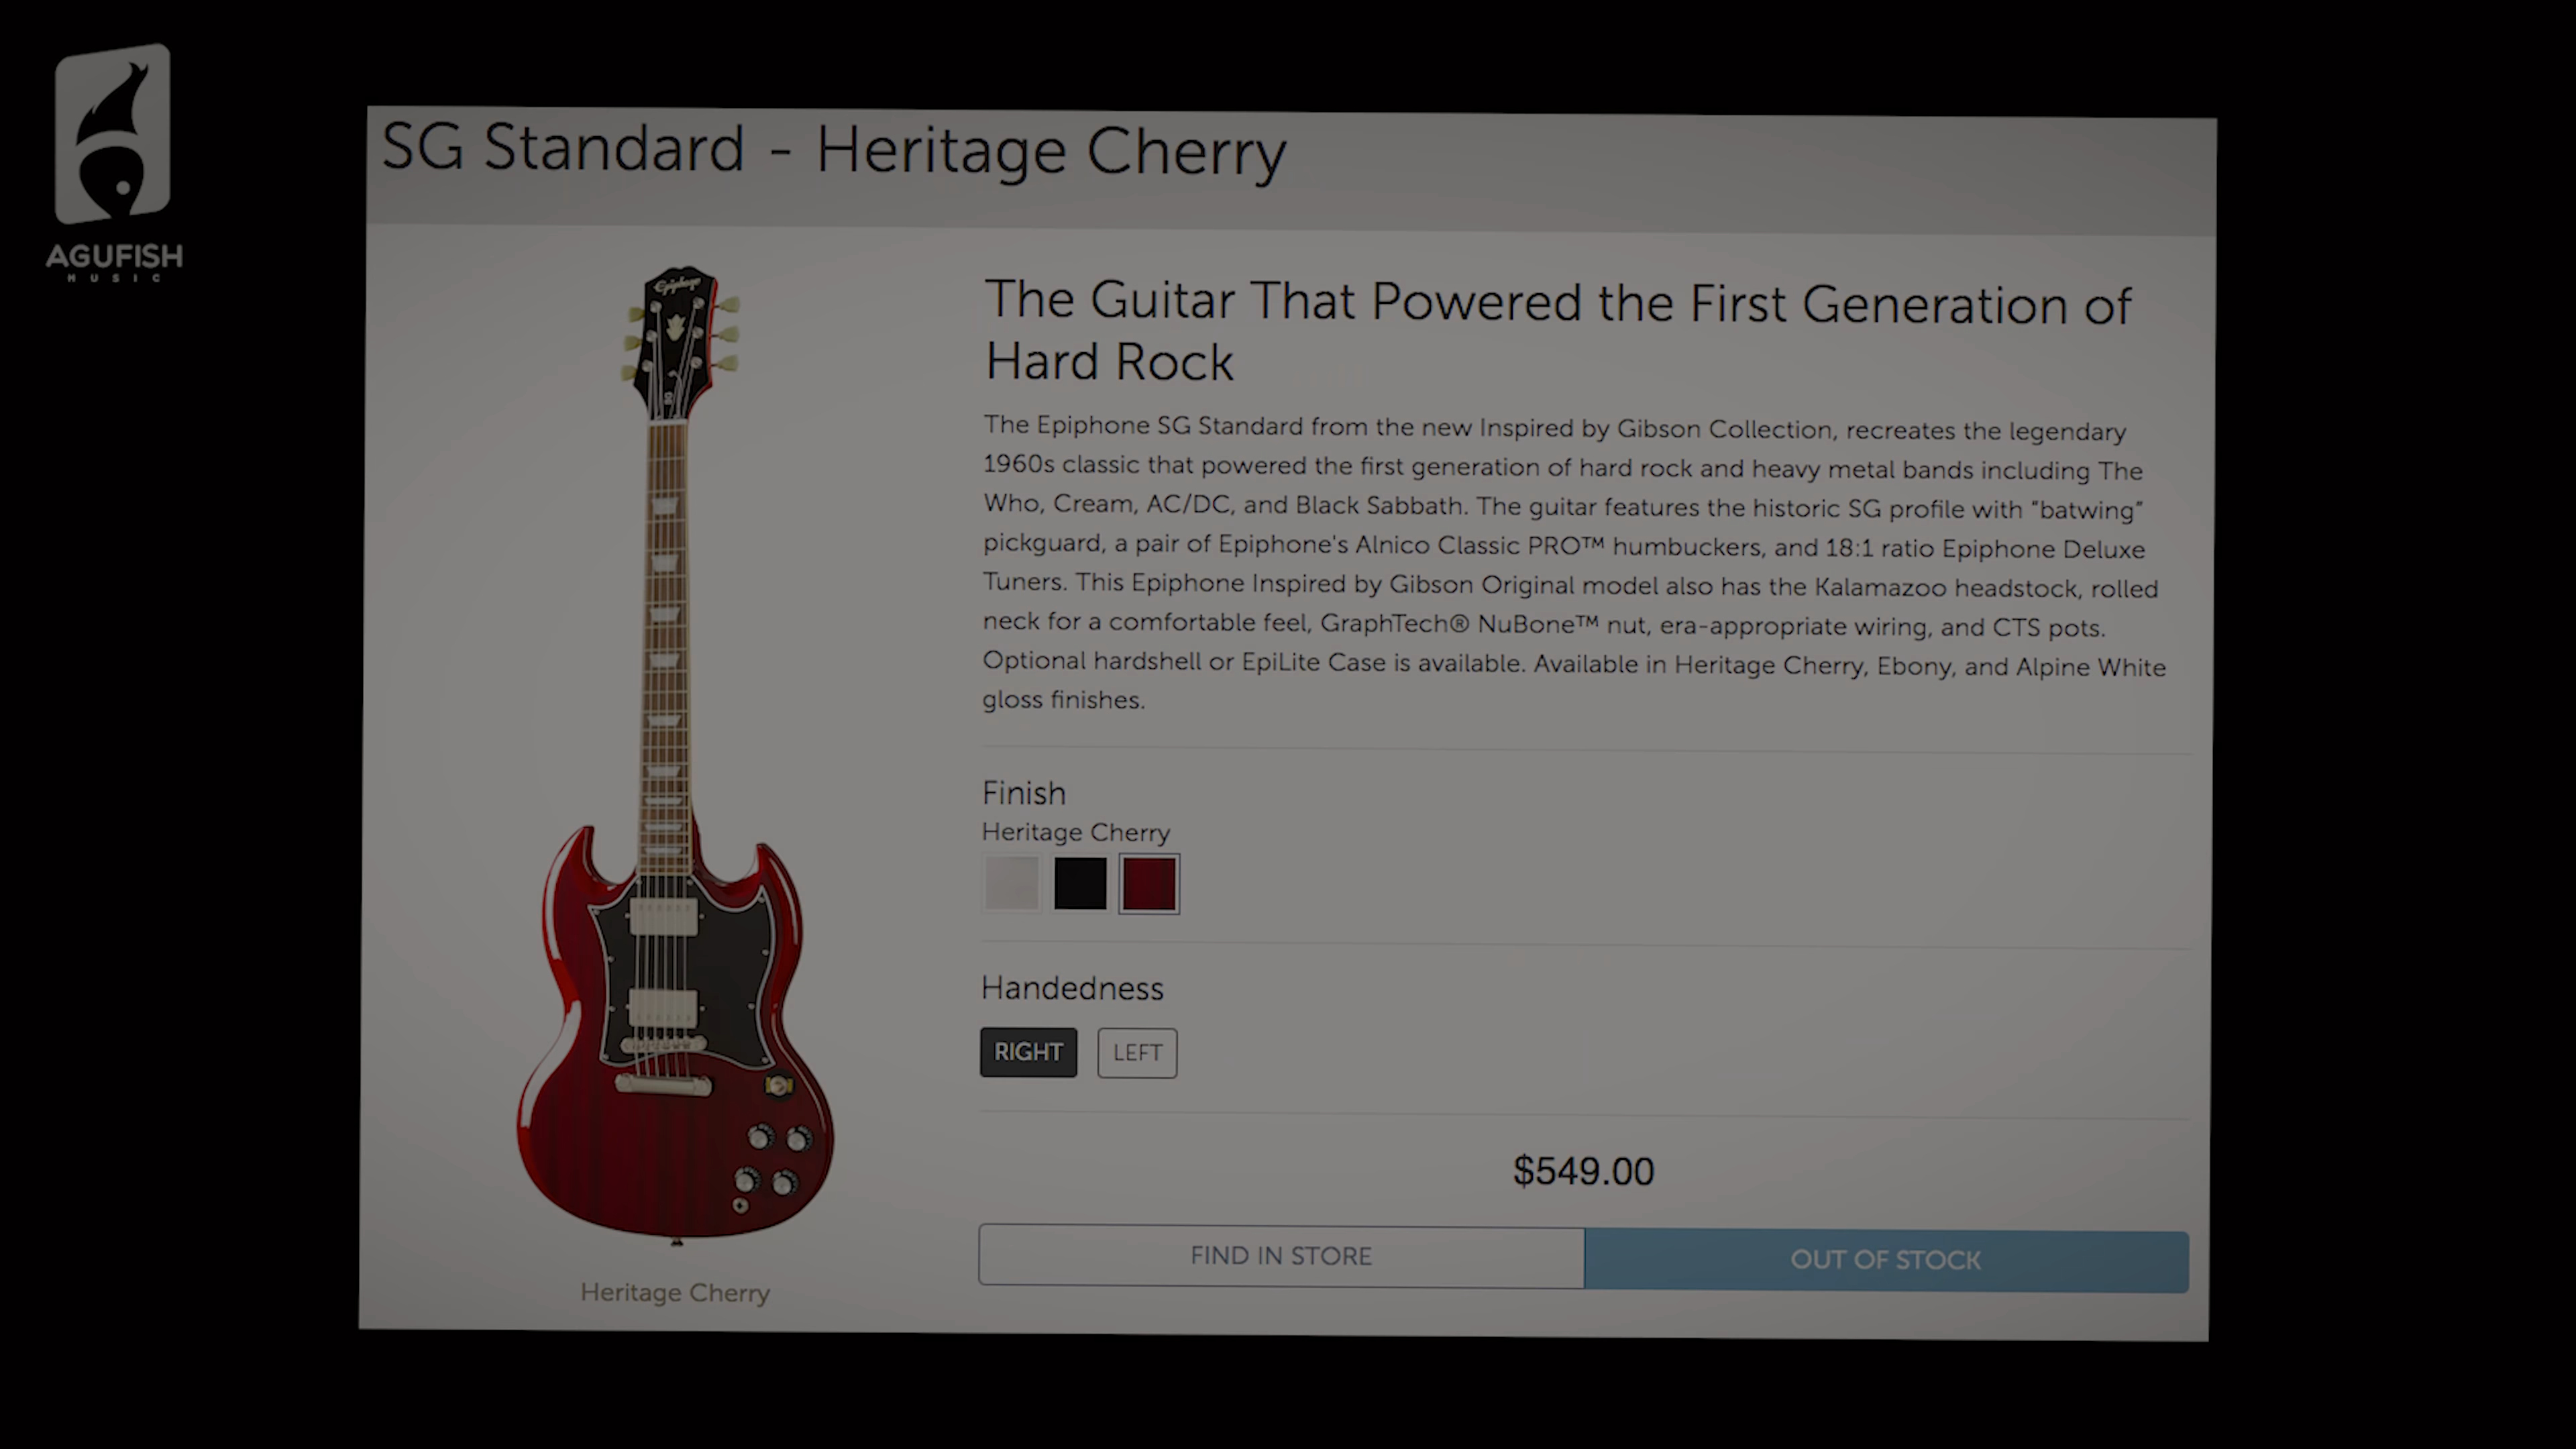 AGUFISH
MUSIC
SG Standard - Heritage Cherry
Epiphone
The Guitar That Powered the First Generation of
Hard Rock
The Epiphone SG Standard from the new Inspired by Gibson Collection, recreates the legendary
1960s classic that powered the first generation of hard rock and heavy metal bands including The
Who, Cream, AC/DC, and Black Sabbath. The guitar features the historic SG profile with “batwing”
pickguard, a pair of Epiphone's Alnico Classic PRO™ humbuckers, and 18:1 ratio Epiphone Deluxe
Tuners. This Epiphone Inspired by Gibson Original model also has the Kalamazoo headstock, rolled
neck for a comfortable feel, GraphTech® NuBone™ nut, era-appropriate wiring, and CTS pots.
Optional hardshell or EpiLite Case is available. Available in Heritage Cherry, Ebony, and Alpine White
gloss finishes.
Finish
Heritage Cherry
Handedness
RIGHT LEFT
$549.00
FIND IN STORE OUT OF STOCK
Heritage Cherry